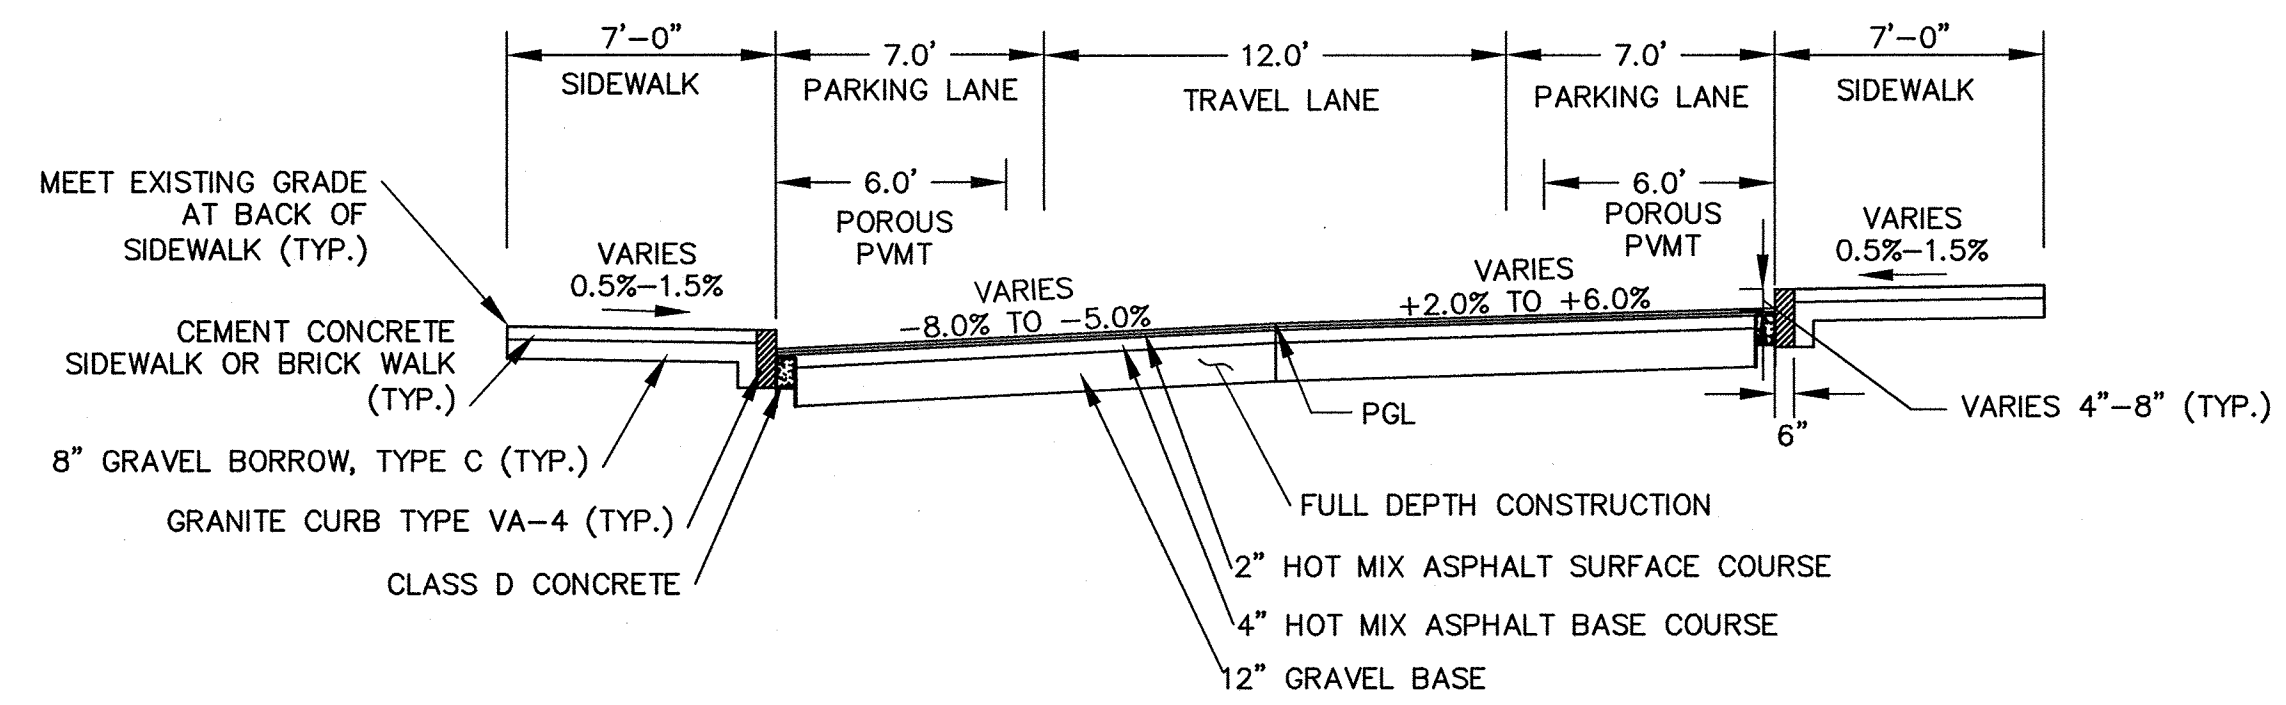 7'-0"
SIDEWALK
7.0'
PARKING LANE
12.0'
TRAVEL LANE
7.0'
PARKING LANE
7'-0"
SIDEWALK
6.0'
POROUS
PVMT
6.0'
POROUS
PVMT
MEET EXISTING GRADE
AT BACK OF
SIDEWALK (TYP.)
VARIES
0.5%-1.5%
VARIES
-8.0% TO -5.0%
VARIES
+2.0% TO +6.0%
VARIES
0.5%-1.5%
CEMENT CONCRETE
SIDEWALK OR BRICK WALK
(TYP.)
8" GRAVEL BORROW, TYPE C (TYP.)
GRANITE CURB TYPE VA-4 (TYP.)
CLASS D CONCRETE
PGL
6"
VARIES 4"-8" (TYP.)
FULL DEPTH CONSTRUCTION
2" HOT MIX ASPHALT SURFACE COURSE
4" HOT MIX ASPHALT BASE COURSE
12" GRAVEL BASE